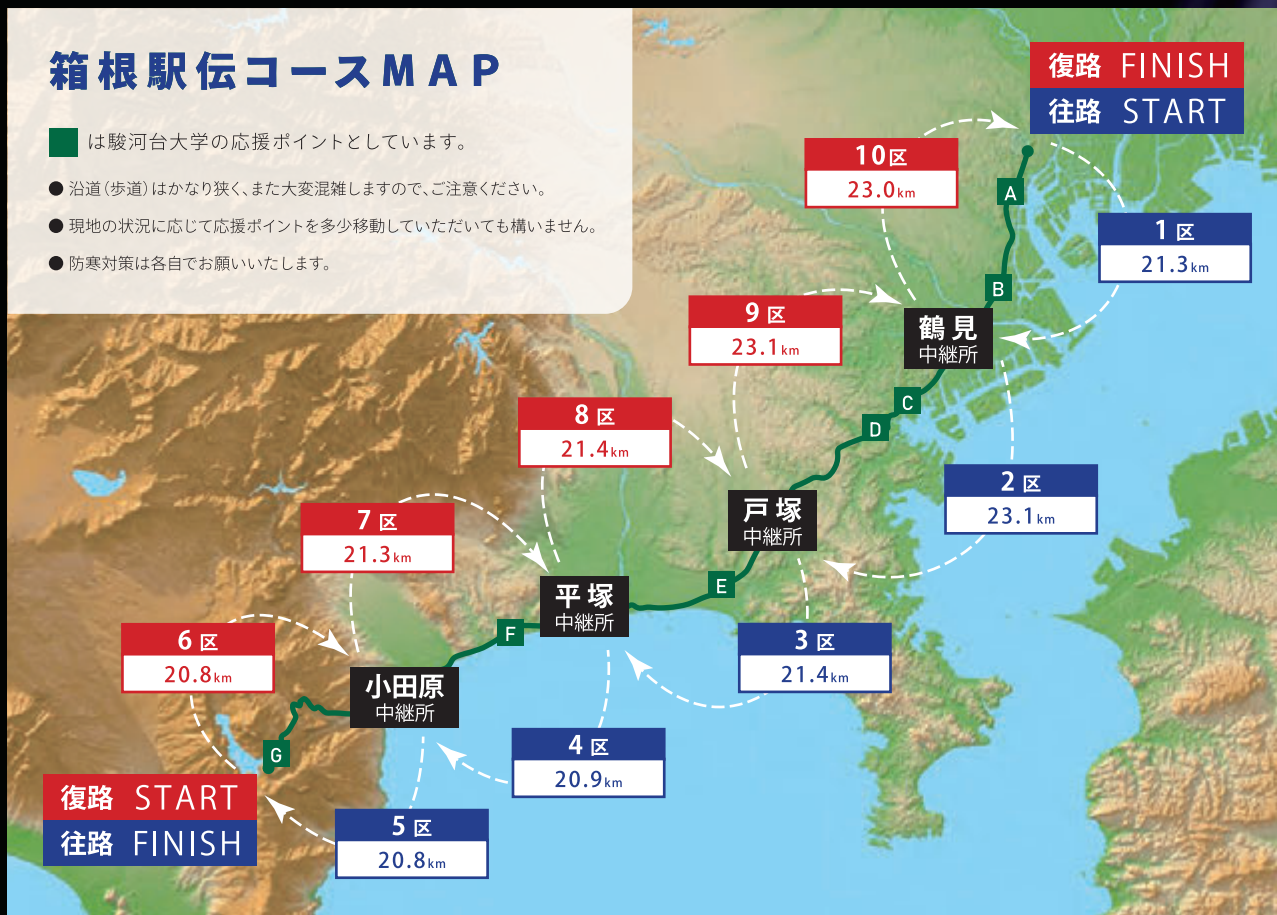 箱根駅伝コースMAP
は駿河台大学の応援ポイントとしています。
● 沿道(歩道)はかなり狭く、また大変混雑しますので、ご注意ください。
● 現地の状況に応じて応援ポイントを多少移動していただいても構いません。
● 防寒対策は各自でお願いいたします。
復路 FINISH
往路 START
10区
23.0km
A
1区
21.3km
B
9区
23.1km
鶴見
中継所
C
D
8区
21.4km
2区
23.1km
戸塚
中継所
7区
21.3km
E
平塚
中継所
F
3区
21.4km
6区
20.8km
小田原
中継所
4区
20.9km
G
復路 START
往路 FINISH
5区
20.8km